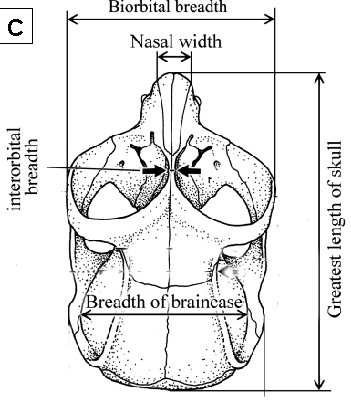 Biorbital breadth
C
Nasal width
interorbital
breadth
Greatest length of skull
Breadth of braincase